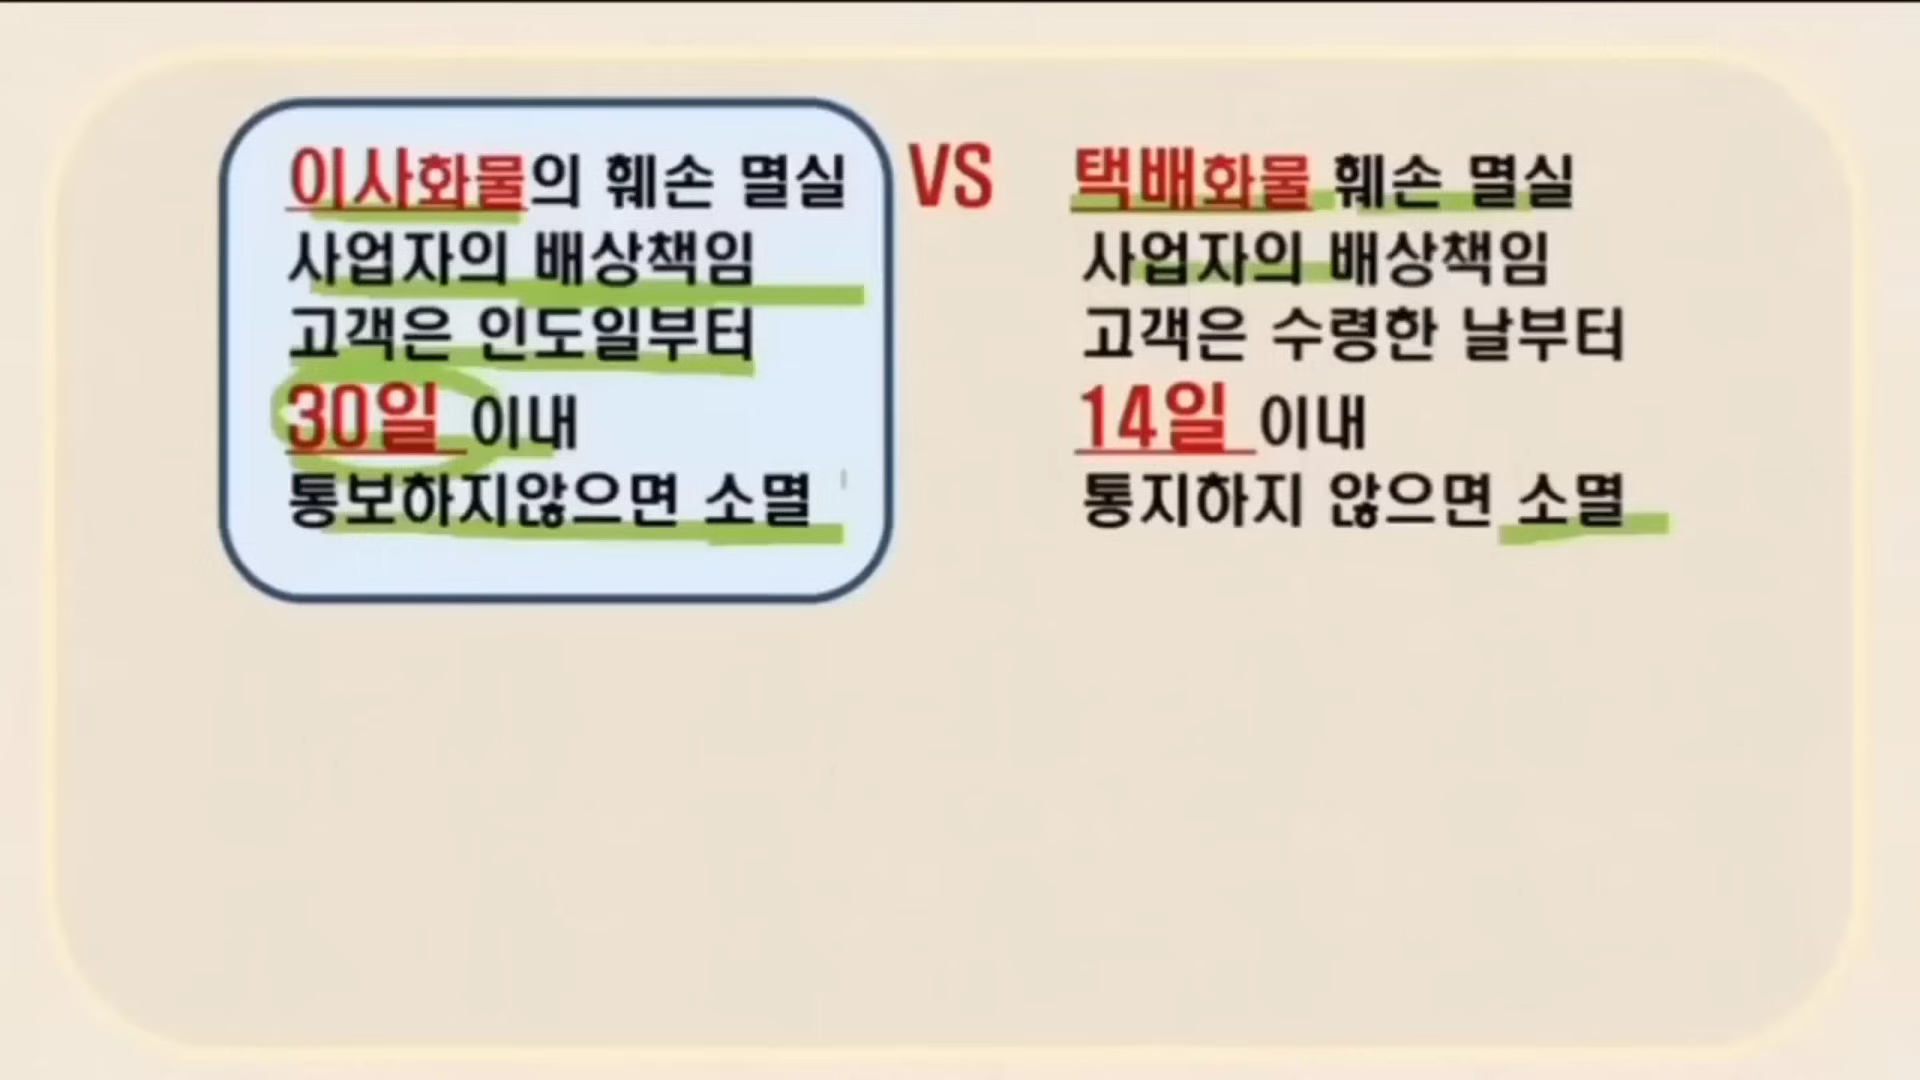 이사화물의 훼손 멸실
사업자의 배상책임
고객은 인도일부터
30일 이내
통보하지않으면 소멸
VS
택배화물 훼손 멸실
사업자의 배상책임
고객은 수령한 날부터
14일 이내
통지하지 않으면 소멸